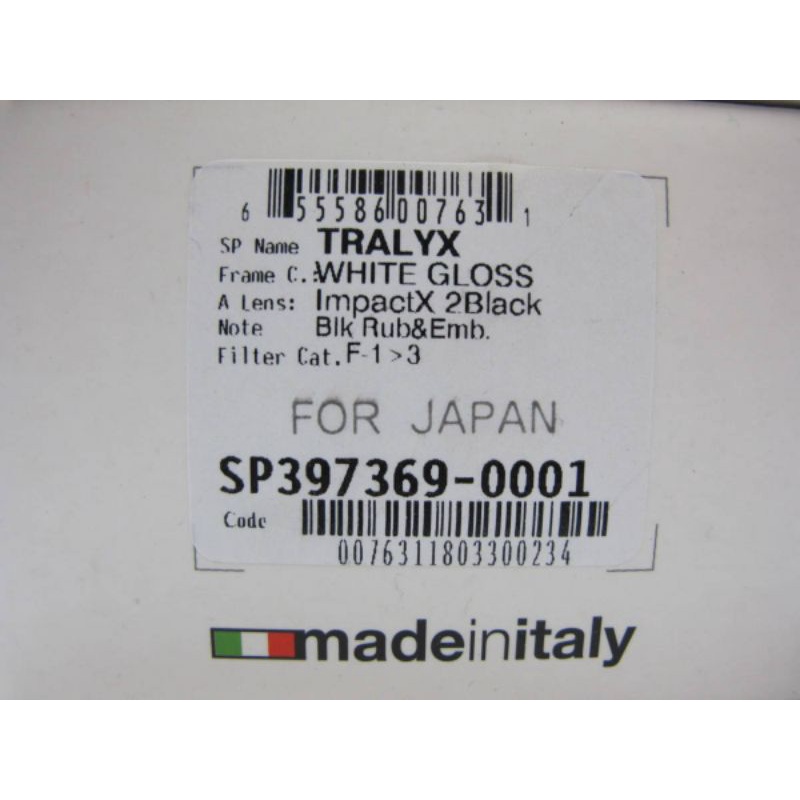 6 55586 00763 1
SP Name TRALYX
Frame C.:WHITE GLOSS
A Lens: ImpactX 2Black
Note Blk Rub&Emb.
Filter Cat.F-1>3
FOR JAPAN
SP397369-0001
Code
0076311803300234
madeinitaly